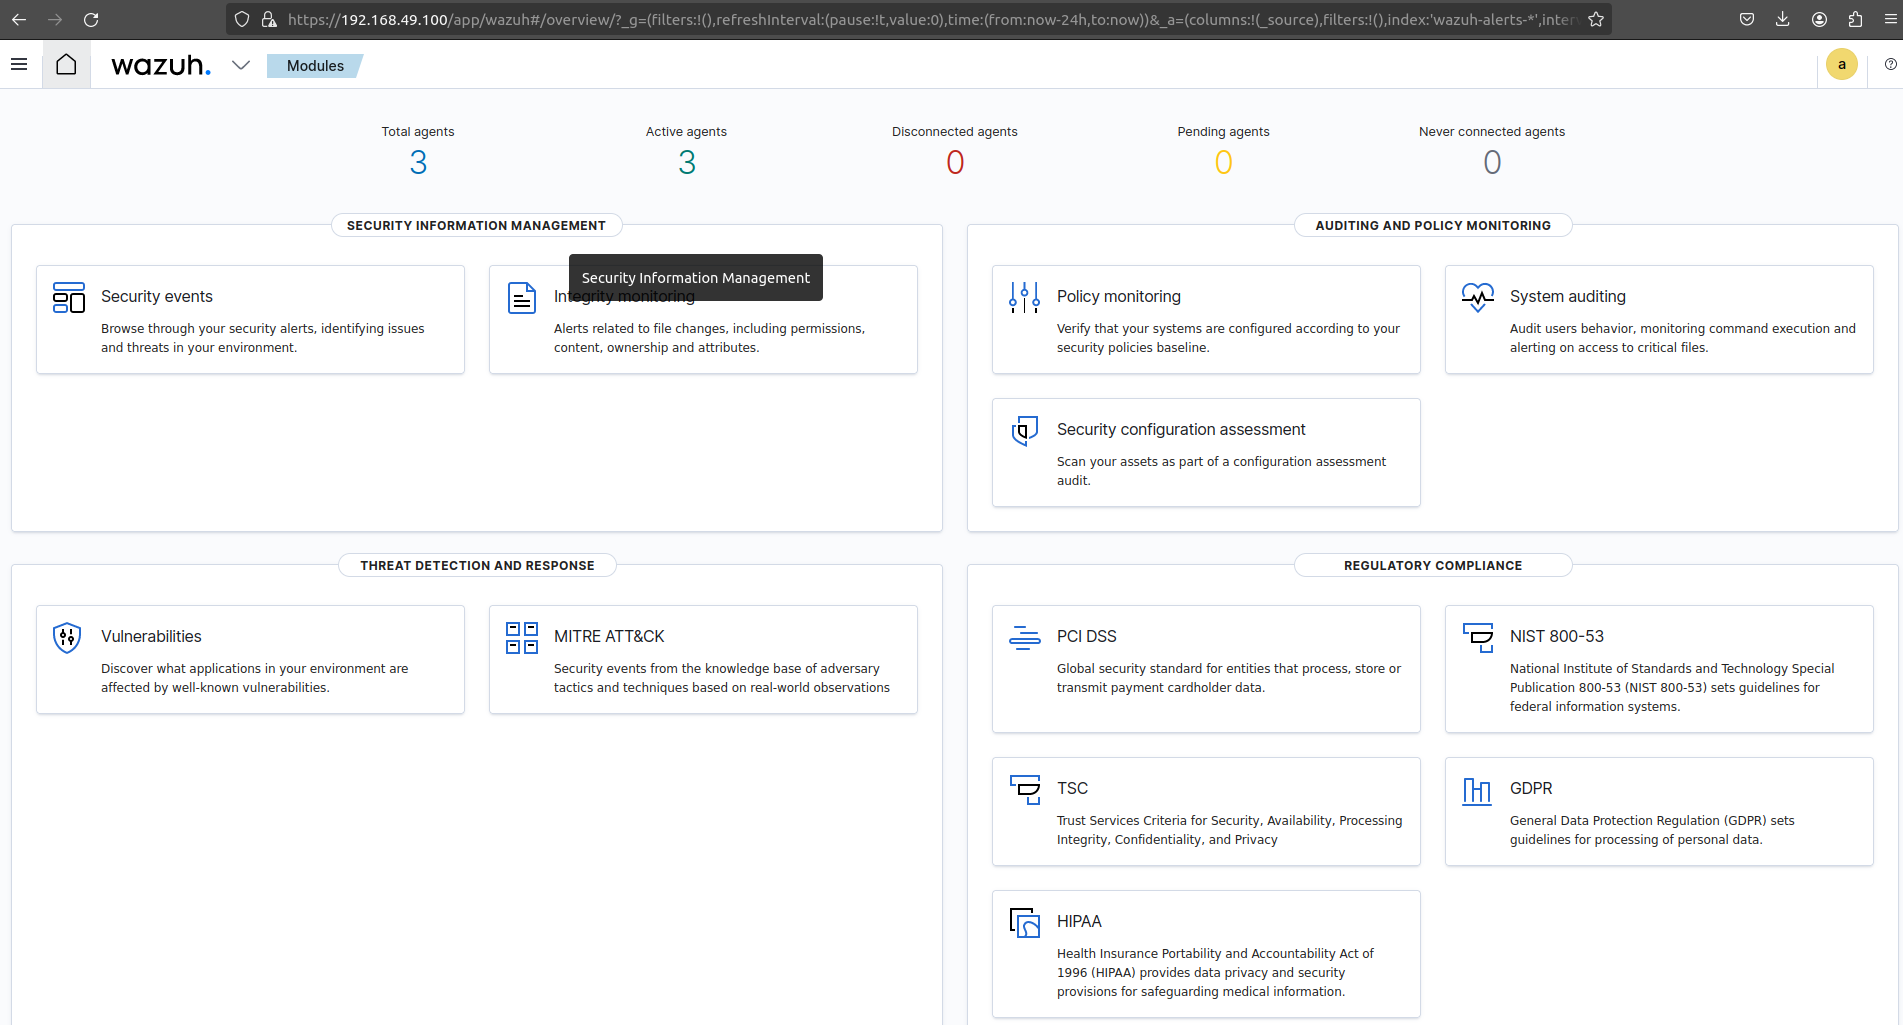 https://192.168.49.100/app/wazuh#/overview/?_g=(filters:!(),refreshInterval:(pause:!t,value:0),time:(from:now-24h,to:now))&_a=(columns:!(_source),filters:!(),index:'wazuh-alerts-*',inter
wazuh. Modules a
Total agents Active agents Disconnected agents Pending agents Never connected agents
3 3 0 0 0
SECURITY INFORMATION MANAGEMENT
Security Information Management
Security events
Browse through your security alerts, identifying issues
and threats in your environment.
Integrity monitoring
Alerts related to file changes, including permissions,
content, ownership and attributes.
AUDITING AND POLICY MONITORING
Policy monitoring
Verify that your systems are configured according to your
security policies baseline.
System auditing
Audit users behavior, monitoring command execution and
alerting on access to critical files.
Security configuration assessment
Scan your assets as part of a configuration assessment
audit.
THREAT DETECTION AND RESPONSE
Vulnerabilities
Discover what applications in your environment are
affected by well-known vulnerabilities.
MITRE ATT&CK
Security events from the knowledge base of adversary
tactics and techniques based on real-world observations
REGULATORY COMPLIANCE
PCI DSS
Global security standard for entities that process, store or
transmit payment cardholder data.
NIST 800-53
National Institute of Standards and Technology Special
Publication 800-53 (NIST 800-53) sets guidelines for
federal information systems.
TSC
Trust Services Criteria for Security, Availability, Processing
Integrity, Confidentiality, and Privacy
GDPR
General Data Protection Regulation (GDPR) sets
guidelines for processing of personal data.
HIPAA
Health Insurance Portability and Accountability Act of
1996 (HIPAA) provides data privacy and security
provisions for safeguarding medical information.